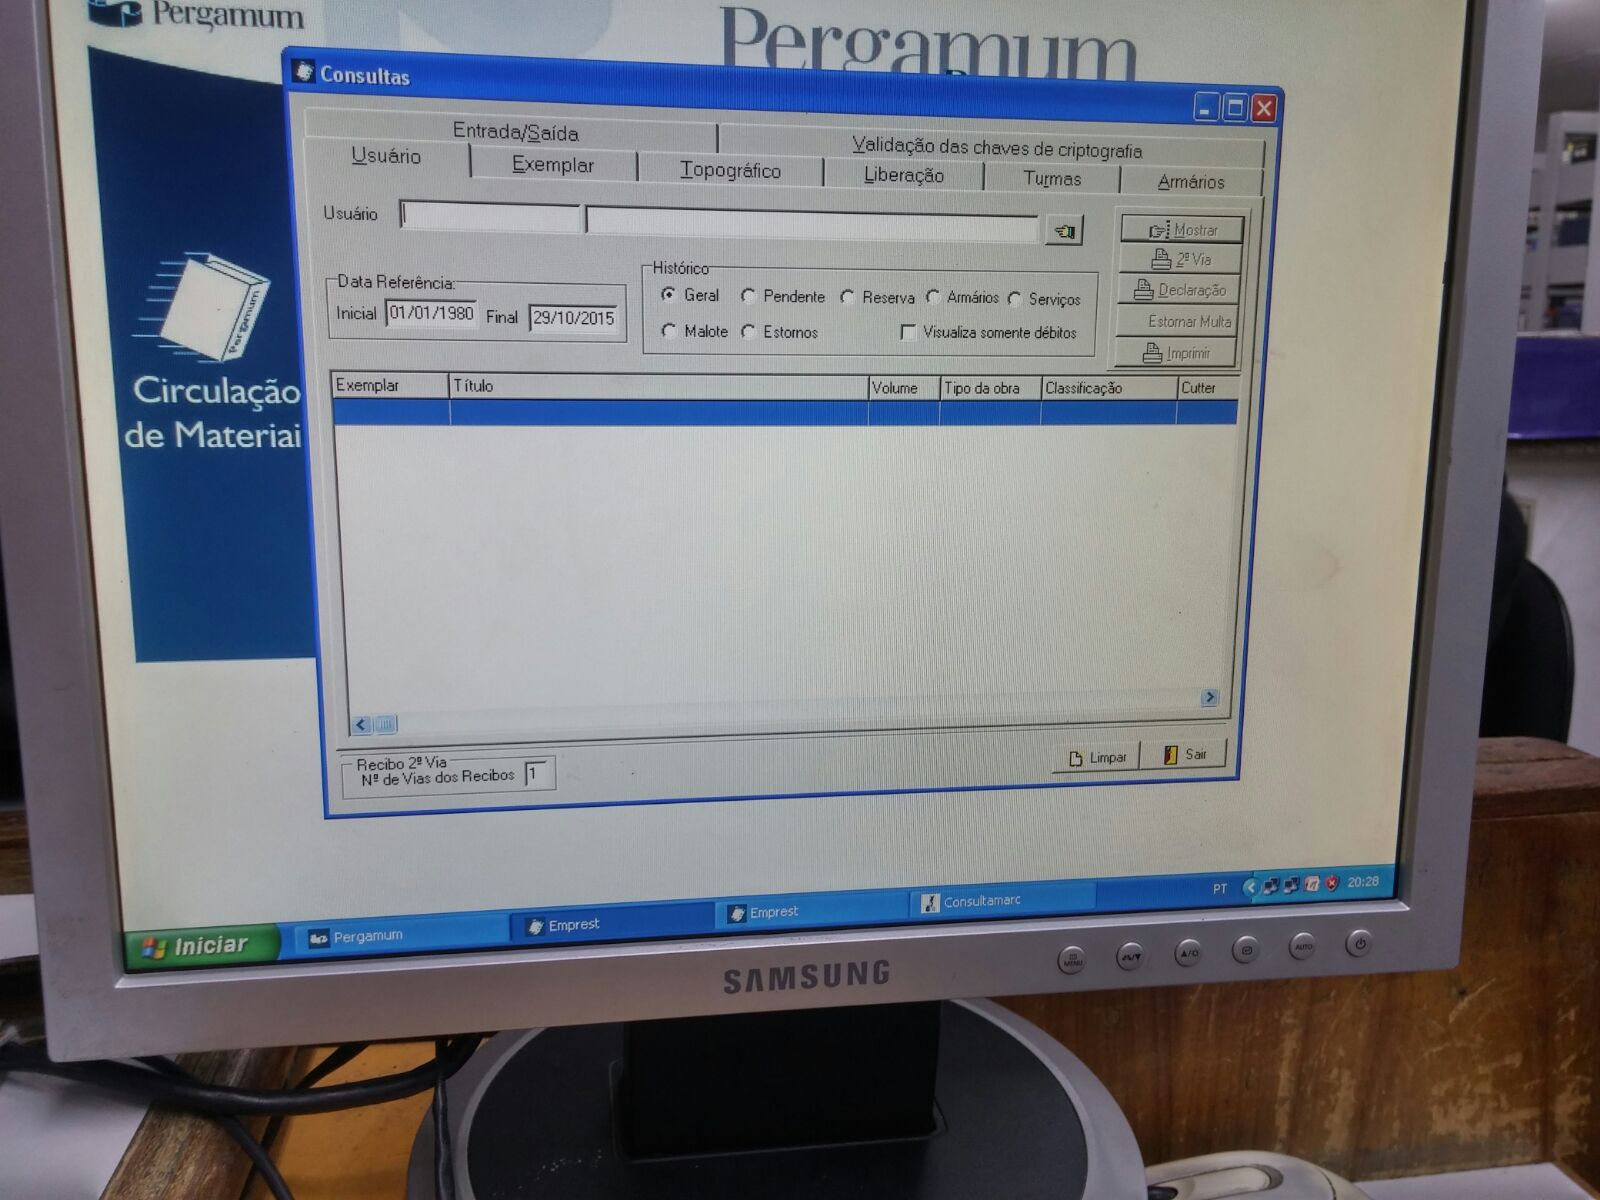 Pergamum
Pergamum
Consultas
Entrada/Saída
Validação das chaves de criptografia
Usuário
Exemplar
Topográfico
Liberação
Turmas
Armários
Usuário
Mostrar
2ª Via
Declaração
Estornar Multa
Imprimir
Data Referência:
Inicial 01/01/1980 Final 29/10/2015
Histórico
Geral Pendente Reserva Armários Serviços
Malote Estornos Visualiza somente débitos
Exemplar Título Volume Tipo da obra Classificação Cutter
Pergamum
Circulação
de Materiai
Recibo 2ª Via
Nº de Vias dos Recibos 1
Limpar Sair
Iniciar Pergamum Emprest Emprest Consultamarc PT 20:28
SAMSUNG
MENU
AUTO